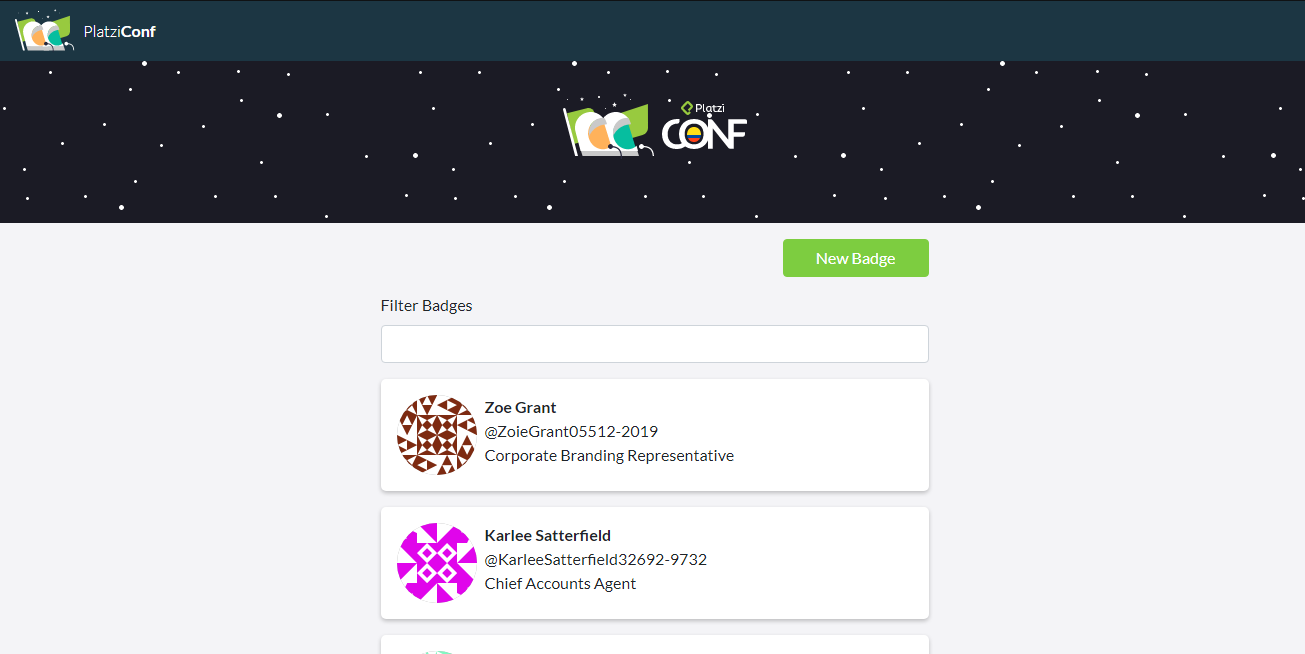 PlatziConf
Platzi
CONF
New Badge
Filter Badges
Zoe Grant
@ZoieGrant05512-2019
Corporate Branding Representative
Karlee Satterfield
@KarleeSatterfield32692-9732
Chief Accounts Agent